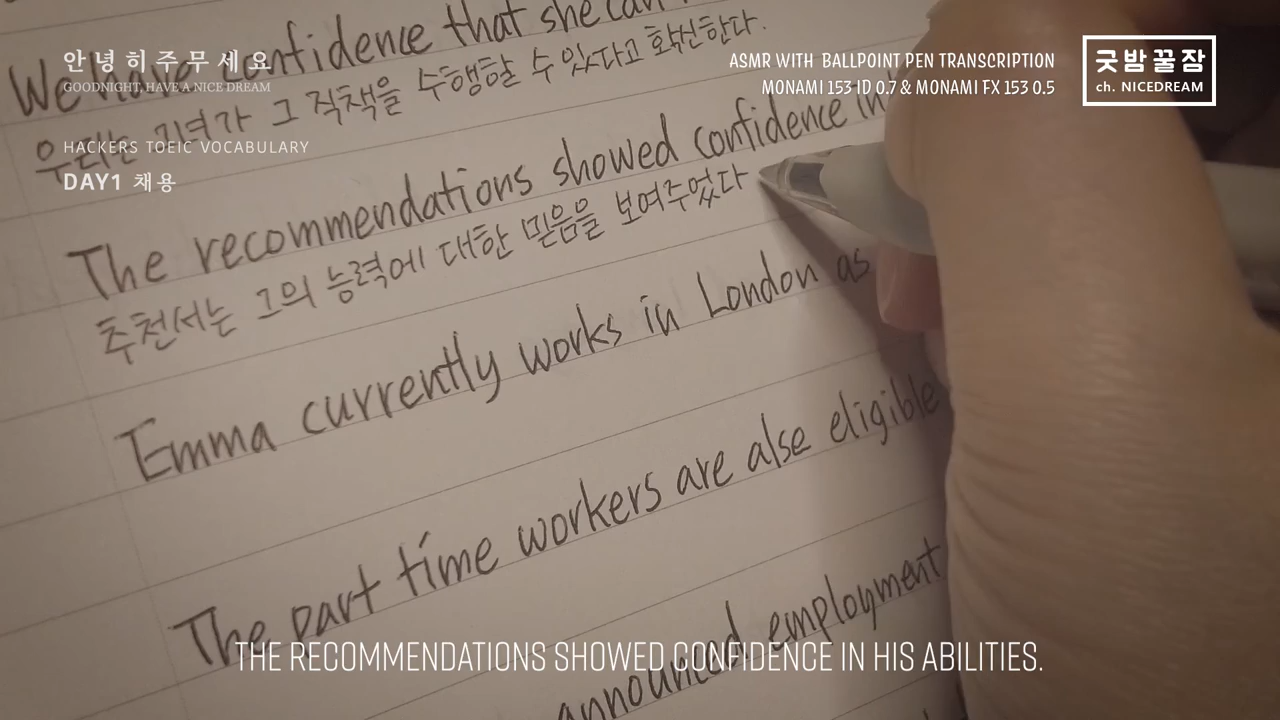 안녕히주무세요
GOODNIGHT, HAVE A NICE DREAM
HACKERS TOEIC VOCABULARY
DAY1 채용
ASMR WITH BALLPOINT PEN TRANSCRIPTION
MONAMI 153 ID 0.7 & MONAMI FX 153 0.5
굿밤꿀잠
ch. NICEDREAM
We have confidence that she can
우리는 그녀가 그 직책을 수행할 수 있다고 확신한다.
The recommendations showed confidence in
추천서는 그의 능력에 대한 믿음을 보여주었다
Emma currently works in London as
The part time workers are alse eligible
announced employment
THE RECOMMENDATIONS SHOWED CONFIDENCE IN HIS ABILITIES.